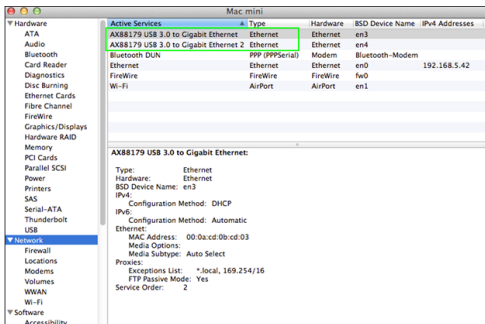 Mac mini
Hardware
ATA
Audio
Bluetooth
Card Reader
Diagnostics
Disc Burning
Ethernet Cards
Fibre Channel
FireWire
Graphics/Displays
Hardware RAID
Memory
PCI Cards
Parallel SCSI
Power
Printers
SAS
Serial-ATA
Thunderbolt
USB
Network
Firewall
Locations
Modems
Volumes
WWAN
Wi-Fi
Software
Accessibility
Active Services Type Hardware BSD Device Name IPv4 Addresses
AX88179 USB 3.0 to Gigabit Ethernet Ethernet Ethernet en3
AX88179 USB 3.0 to Gigabit Ethernet 2 Ethernet Ethernet en4
Bluetooth DUN PPP (PPPSerial) Modem Bluetooth-Modem
Ethernet Ethernet Ethernet en0 192.168.5.42
FireWire FireWire FireWire fw0
Wi-Fi AirPort AirPort en1
AX88179 USB 3.0 to Gigabit Ethernet:
Type: Ethernet
Hardware: Ethernet
BSD Device Name: en3
IPv4:
Configuration Method: DHCP
IPv6:
Configuration Method: Automatic
Ethernet:
MAC Address: 00:0a:cd:0b:cd:03
Media Options:
Media Subtype: Auto Select
Proxies:
Exceptions List: *.local, 169.254/16
FTP Passive Mode: Yes
Service Order: 2